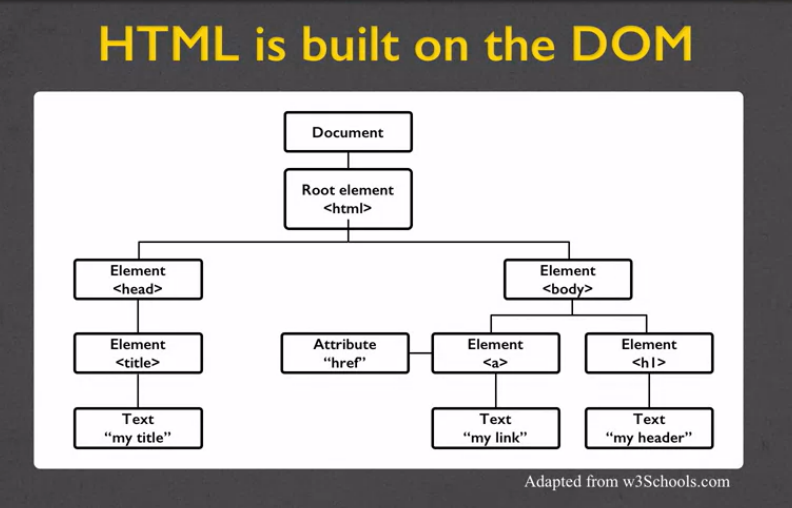 HTML is built on the DOM
Document
Root element
<html>
Element
<head>
Element
<body>
Element
<title>
Attribute
“href”
Element
<a>
Element
<h1>
Text
“my title”
Text
“my link”
Text
“my header”
Adapted from w3Schools.com